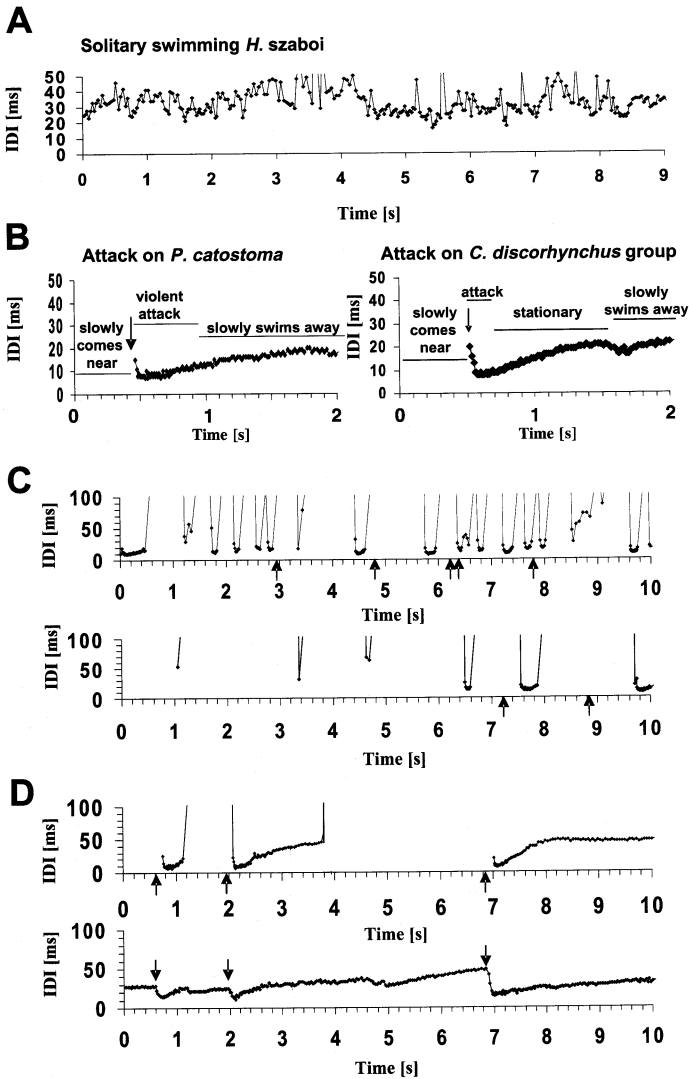 A
Solitary swimming H. szaboi
IDI [ms]
50
40
30
20
10
0
0 1 2 3 4 5 6 7 8 9
Time [s]
B
Attack on P. catostoma
IDI [ms]
50
40
30
20
10
0
violent
attack
slowly
comes
near
slowly swims away
0 1 2
Time [s]
Attack on C. discorhynchus group
IDI [ms]
50
40
30
20
10
0
attack
slowly
comes
near
stationary
slowly
swims away
0 1 2
Time [s]
C
IDI [ms]
100
50
0
0 1 2 3 4 5 6 7 8 9 10
Time [s]
IDI [ms]
100
50
0
0 1 2 3 4 5 6 7 8 9 10
Time [s]
D
IDI [ms]
100
50
0
0 1 2 3 4 5 6 7 8 9 10
Time [s]
IDI [ms]
100
50
0
0 1 2 3 4 5 6 7 8 9 10
Time [s]